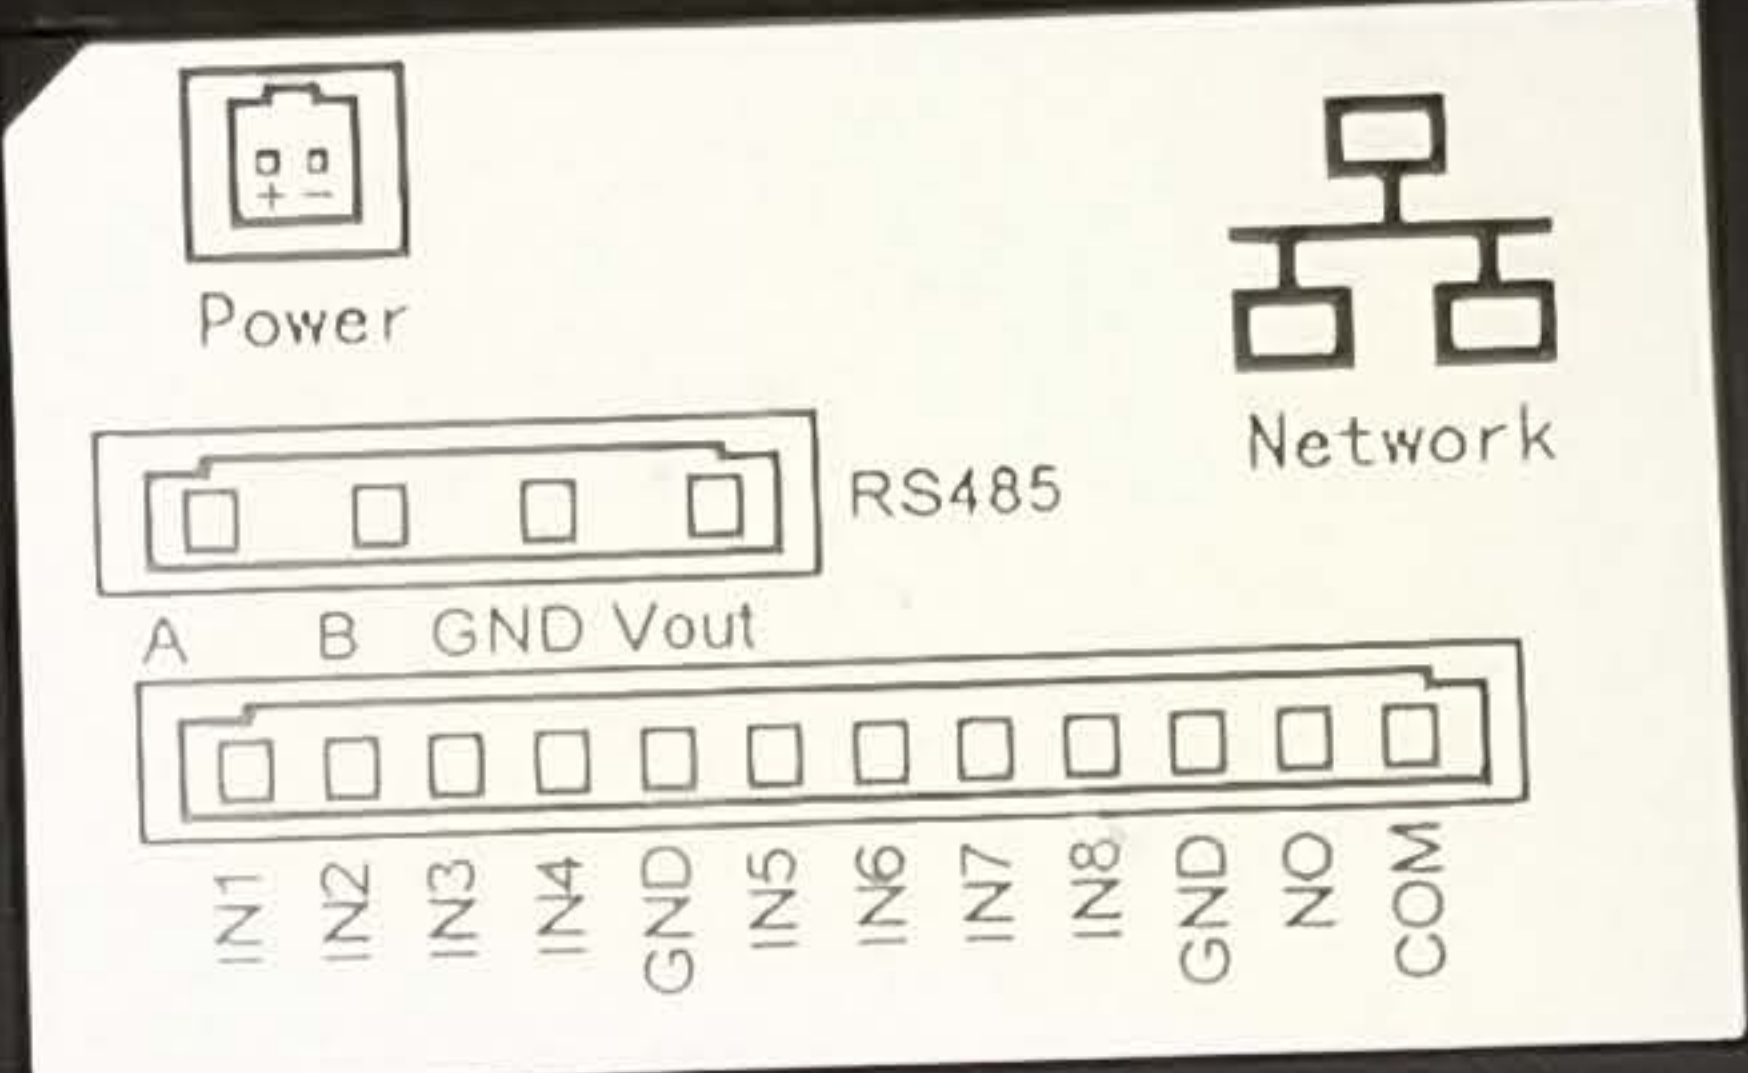 + −
Power
Network
RS485
A B GND Vout
IN1 IN2 IN3 IN4 GND IN5 IN6 IN7 IN8 GND NO COM